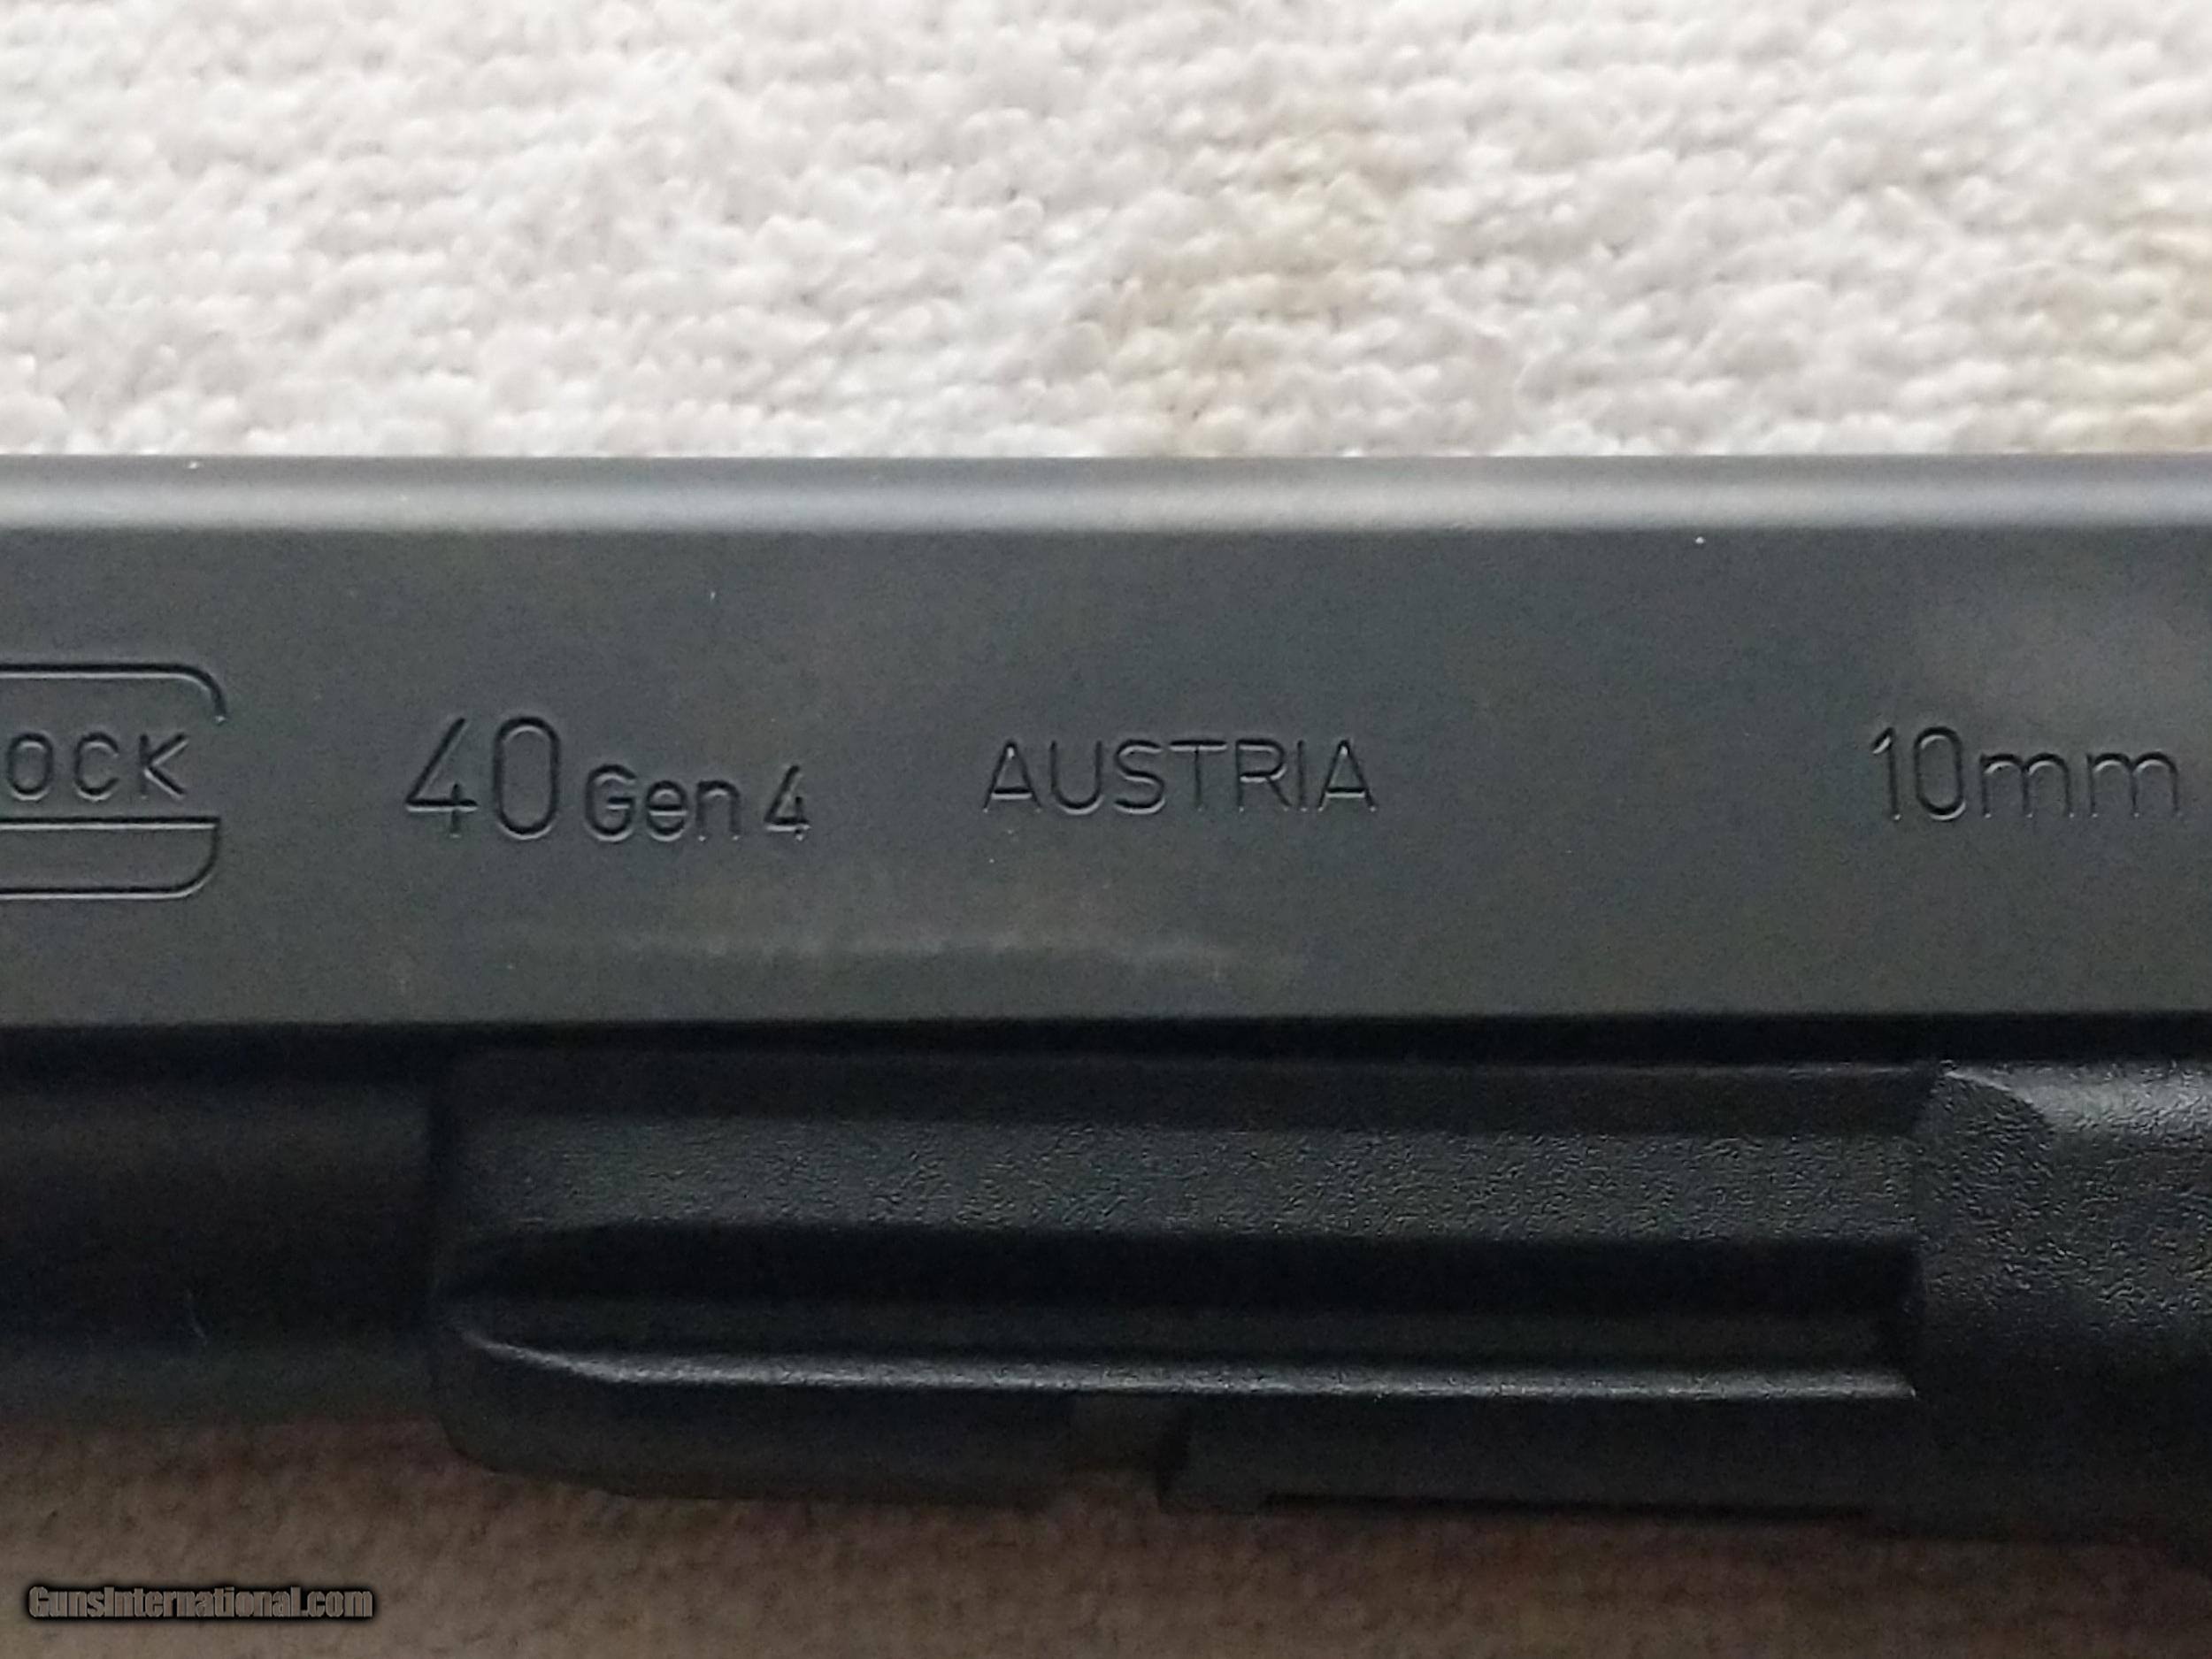 OCK 40 Gen 4 AUSTRIA 10mm
GunsInternational.com